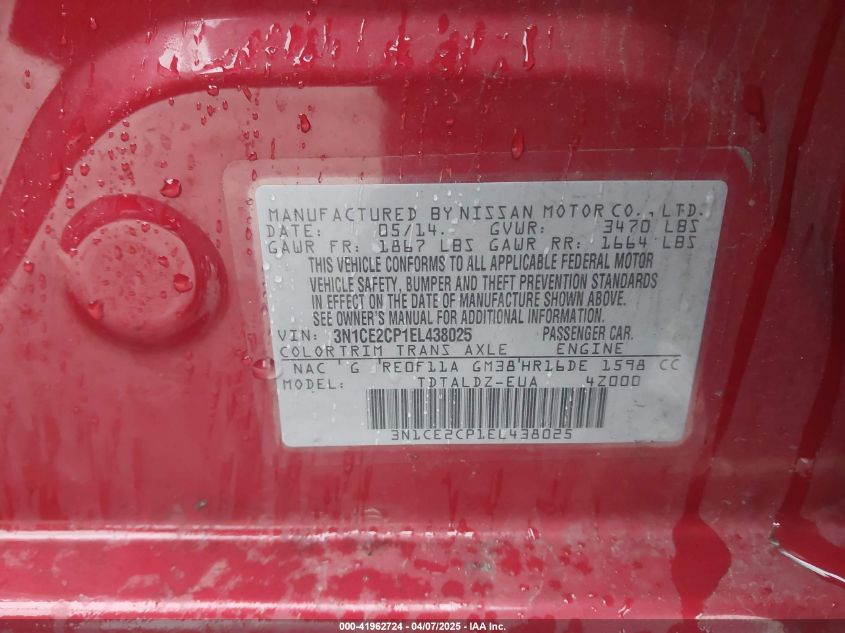 MANUFACTURED BY NISSAN MOTOR CO., LTD.
DATE: 05/14. GVWR: 3470 LBS
GAWR FR: 1867 LBS GAWR RR: 1664 LBS
THIS VEHICLE CONFORMS TO ALL APPLICABLE FEDERAL MOTOR
VEHICLE SAFETY, BUMPER AND THEFT PREVENTION STANDARDS
IN EFFECT ON THE DATE OF MANUFACTURE SHOWN ABOVE.
SEE OWNER'S MANUAL FOR ADDITIONAL INFORMATION.
VIN: 3N1CE2CP1EL438025 PASSENGER CAR.
COLOR TRIM TRANS AXLE ENGINE
NAC G RE0F11A GM38 HR16DE 1598 CC
MODEL: TDTALDZ-EUA 4Z000
3N1CE2CP1EL438025
000-41962724 - 04/07/2025 - IAA Inc.